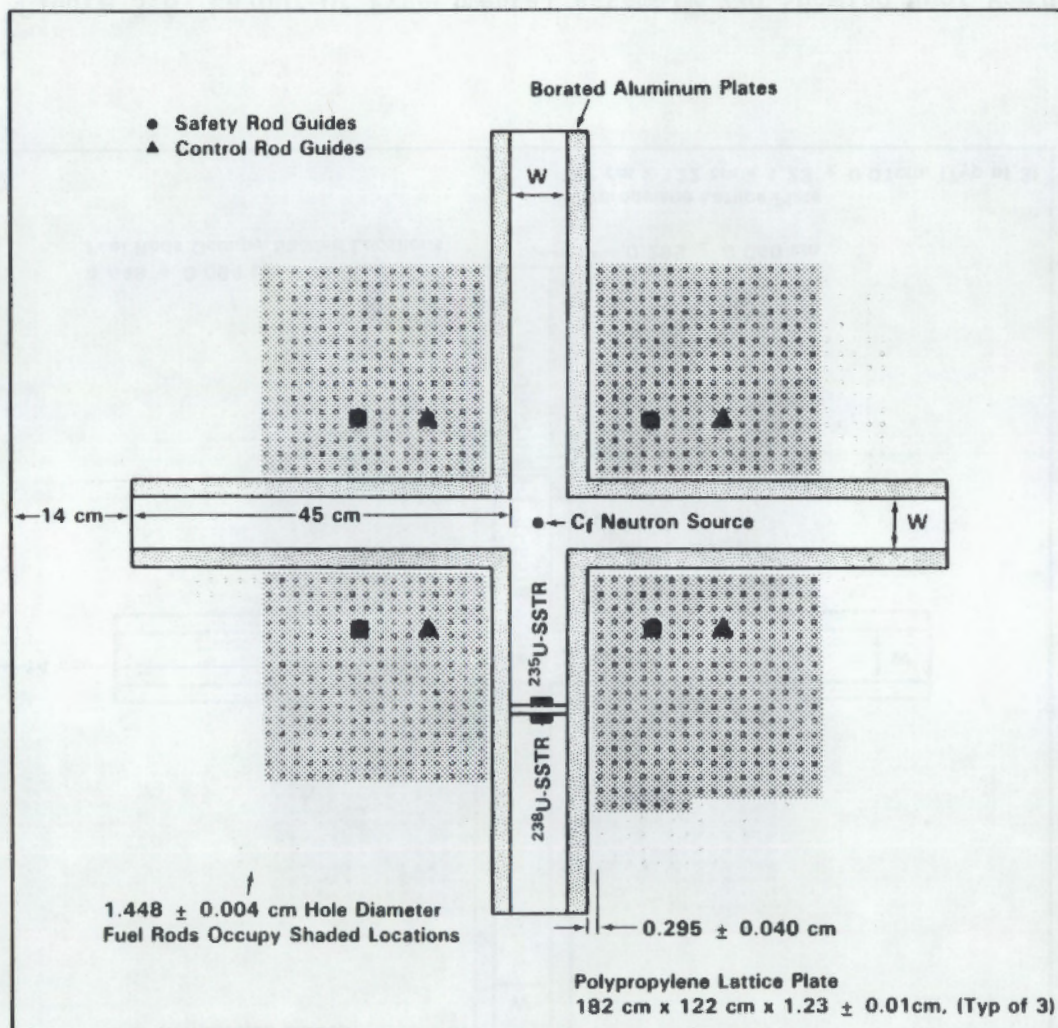 Borated Aluminum Plates
● Safety Rod Guides
▲ Control Rod Guides
W
14 cm
45 cm
Cf Neutron Source
W
235U-SSTR
238U-SSTR
1.448 ± 0.004 cm Hole Diameter
Fuel Rods Occupy Shaded Locations
0.295 ± 0.040 cm
Polypropylene Lattice Plate
182 cm x 122 cm x 1.23 ± 0.01cm, (Typ of 3)